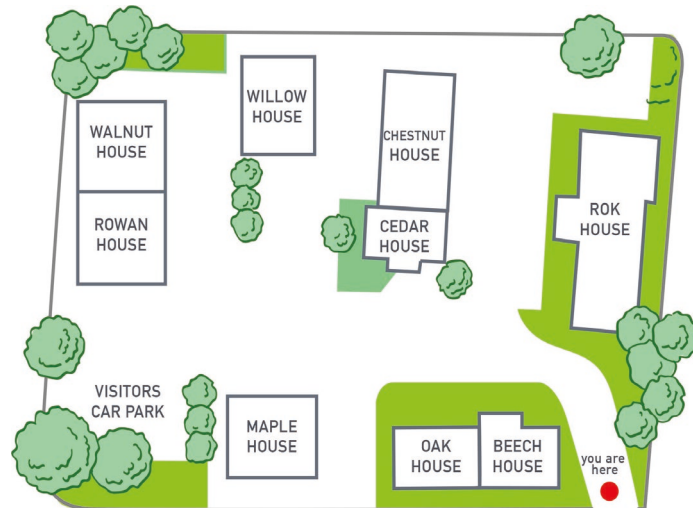 WILLOW
HOUSE
WALNUT
HOUSE
CHESTNUT
HOUSE
ROWAN
HOUSE
CEDAR
HOUSE
ROK
HOUSE
VISITORS
CAR PARK
MAPLE
HOUSE
OAK
HOUSE
BEECH
HOUSE
you are
here